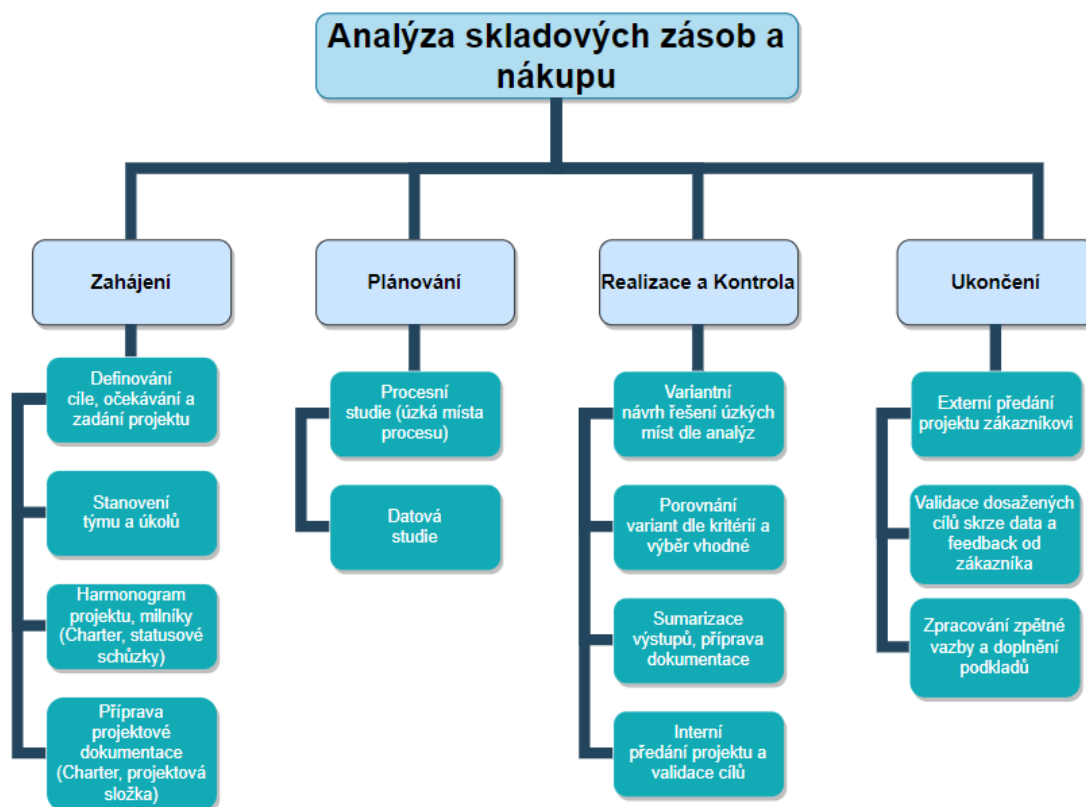 Analýza skladových zásob a
nákupu
Zahájení
Definování
cíle, očekávání a
zadání projektu
Stanovení
týmu a úkolů
Harmonogram
projektu, milníky
(Charter, statusové
schůzky)
Příprava
projektové
dokumentace
(Charter, projektová
složka)
Plánování
Procesní
studie (úzká místa
procesu)
Datová
studie
Realizace a Kontrola
Variantní
návrh řešení úzkých
míst dle analýz
Porovnání
variant dle kritérií a
výběr vhodné
Sumarizace
výstupů, příprava
dokumentace
Interní
předání projektu a
validace cílů
Ukončení
Externí předání
projektu zákazníkovi
Validace dosažených
cílů skrze data a
feedback od
zákazníka
Zpracování zpětné
vazby a doplnění
podkladů